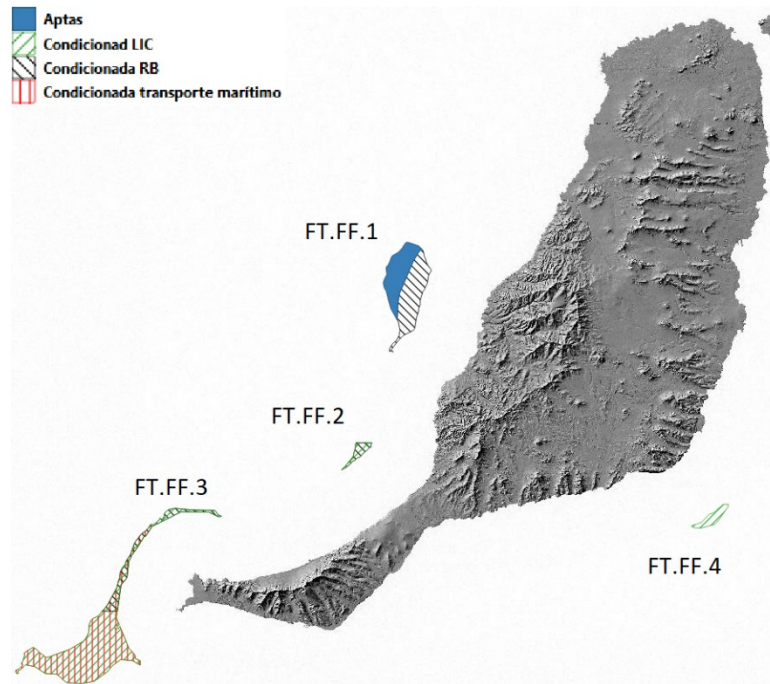 Aptas
Condicionad LIC
Condicionada RB
Condicionada transporte marítimo
FT.FF.1
FT.FF.2
FT.FF.3
FT.FF.4